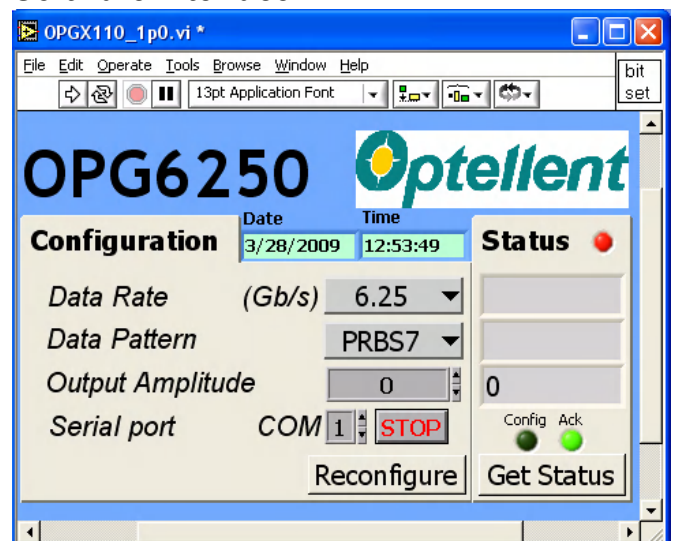 OPGX110_1p0.vi *
File Edit Operate Tools Browse Window Help
13pt Application Font
bit
set
OPG6250
Optellent
Date Time
Configuration 3/28/2009 12:53:49 Status
Data Rate (Gb/s) 6.25
Data Pattern PRBS7
Output Amplitude 0 0
Serial port COM 1 STOP Config Ack
Reconfigure Get Status